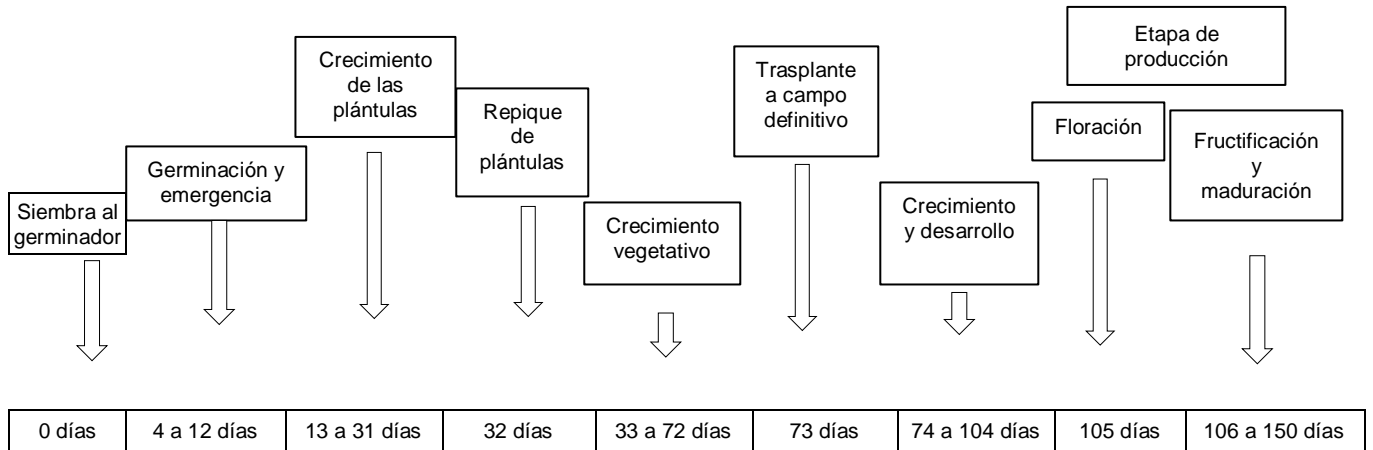 Siembra al
germinador
Germinación y
emergencia
Crecimiento
de las
plántulas
Repique
de
plántulas
Crecimiento
vegetativo
Trasplante
a campo
definitivo
Crecimiento
y desarrollo
Etapa de
producción
Floración
Fructificación
y
maduración
0 días
4 a 12 días
13 a 31 días
32 días
33 a 72 días
73 días
74 a 104 días
105 días
106 a 150 días